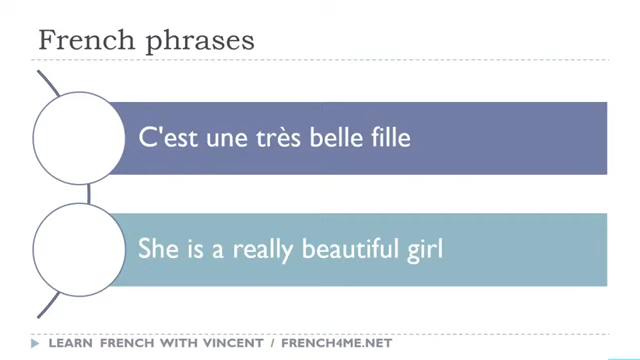 French phrases
C'est une très belle fille
She is a really beautiful girl
LEARN FRENCH WITH VINCENT / FRENCH4ME.NET